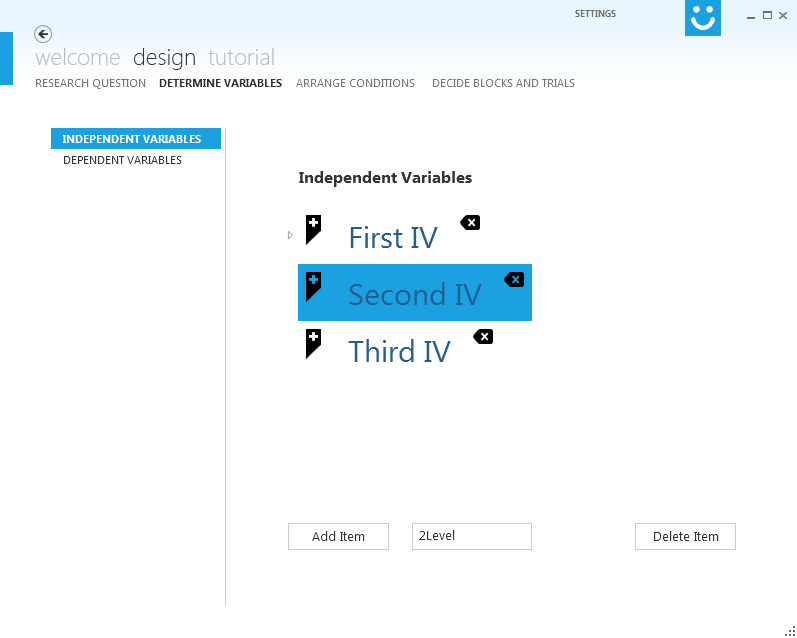 SETTINGS
welcome design tutorial
RESEARCH QUESTION DETERMINE VARIABLES ARRANGE CONDITIONS DECIDE BLOCKS AND TRIALS
INDEPENDENT VARIABLES
DEPENDENT VARIABLES
Independent Variables
First IV
Second IV
Third IV
Add Item 2Level Delete Item